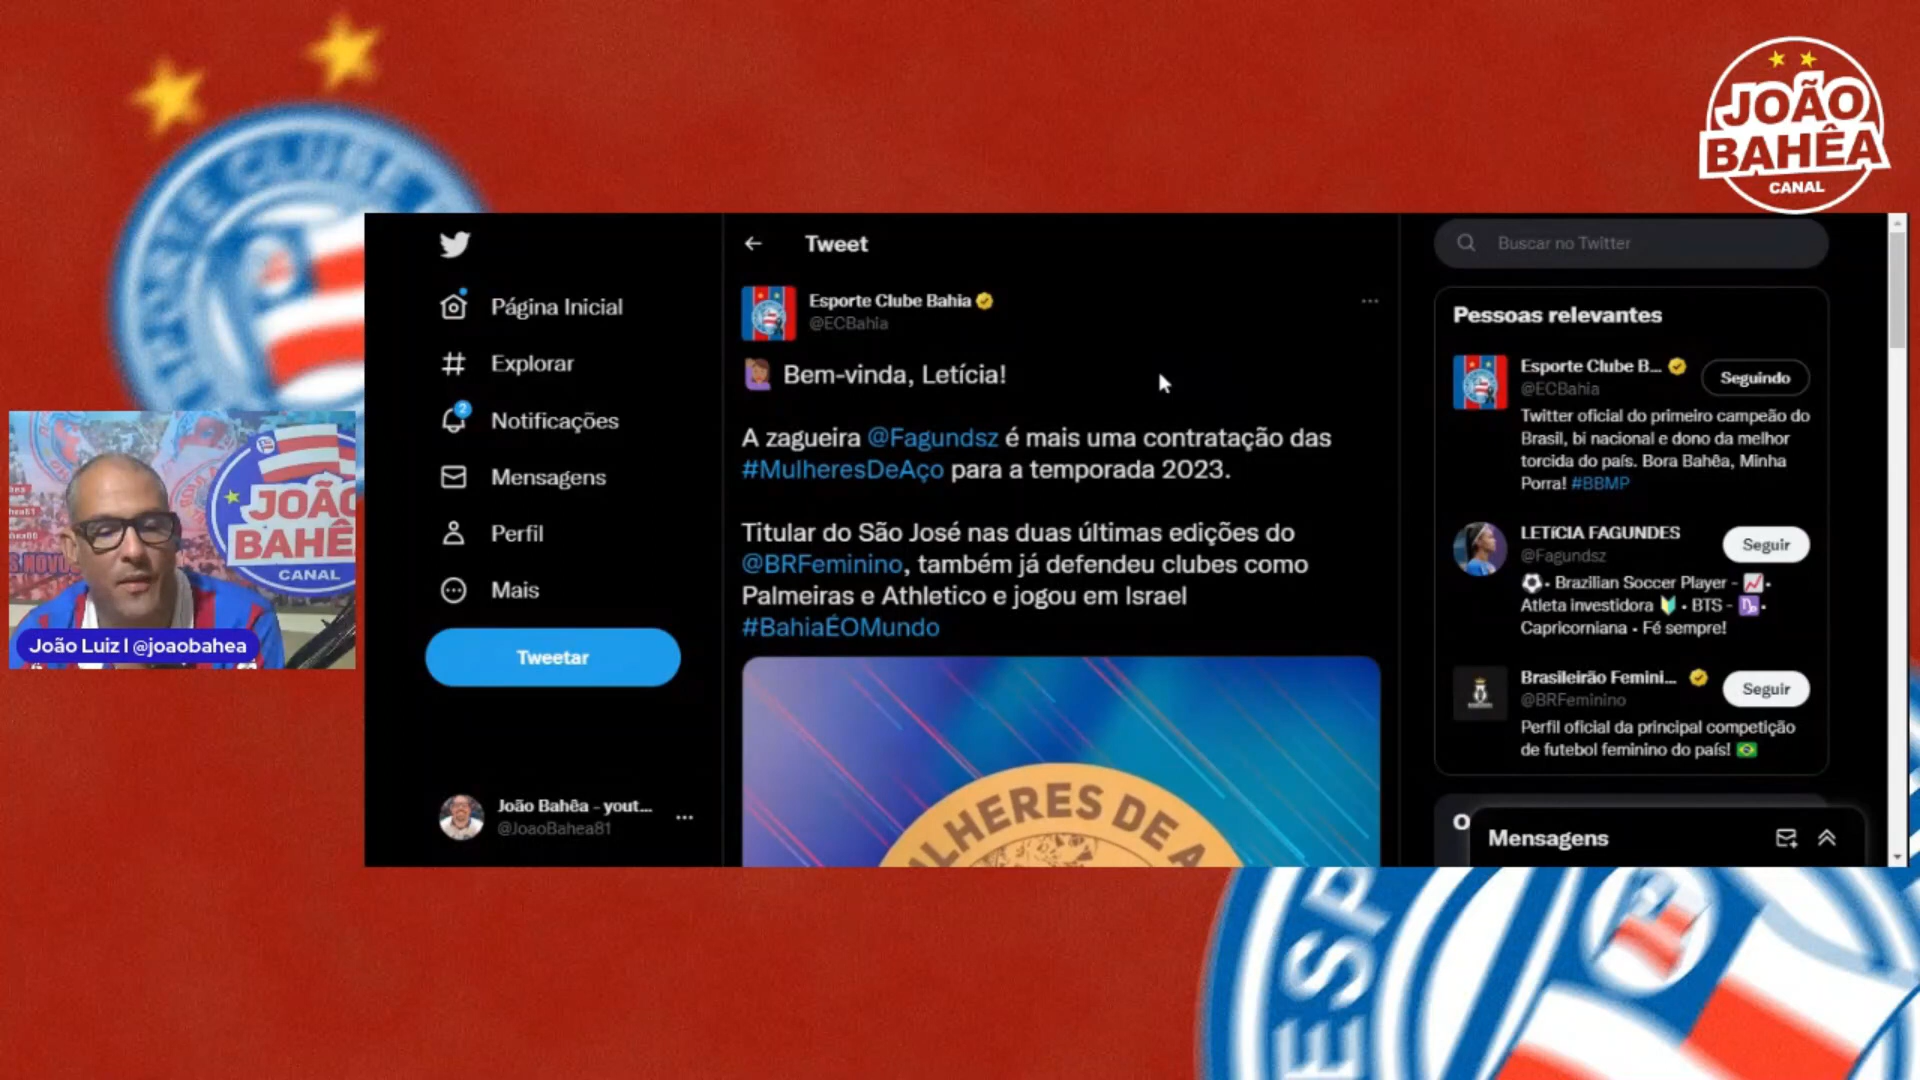 JOÃO
BAHÊA
CANAL
Tweet
Buscar no Twitter
Página Inicial
Explorar
2
Notificações
Mensagens
Perfil
Mais
Tweetar
João Bahêa - yout...
@JoaoBahea81
Esporte Clube Bahia
@ECBahia
Bem-vinda, Letícia!
A zagueira @Fagundsz é mais uma contratação das
#MulheresDeAço para a temporada 2023.
Titular do São José nas duas últimas edições do
@BRFeminino, também já defendeu clubes como
Palmeiras e Athletico e jogou em Israel
#BahiaÉOMundo
LHERES DE A
Pessoas relevantes
Esporte Clube B...
@ECBahia
Seguindo
Twitter oficial do primeiro campeão do
Brasil, bi nacional e dono da melhor
torcida do país. Bora Bahêa, Minha
Porra! #BBMP
LETíCIA FAGUNDES
@Fagundsz
Seguir
⚽• Brazilian Soccer Player - 📈•
Atleta investidora 🔰 • BTS - ♑•
Capricorniana • Fé sempre!
Brasileirão Femini...
@BRFeminino
Seguir
Perfil oficial da principal competição
de futebol feminino do país! 🇧🇷
O
Mensagens
JOÃO
BAHÊ
CANAL
João Luiz l @joaobahea
ESP